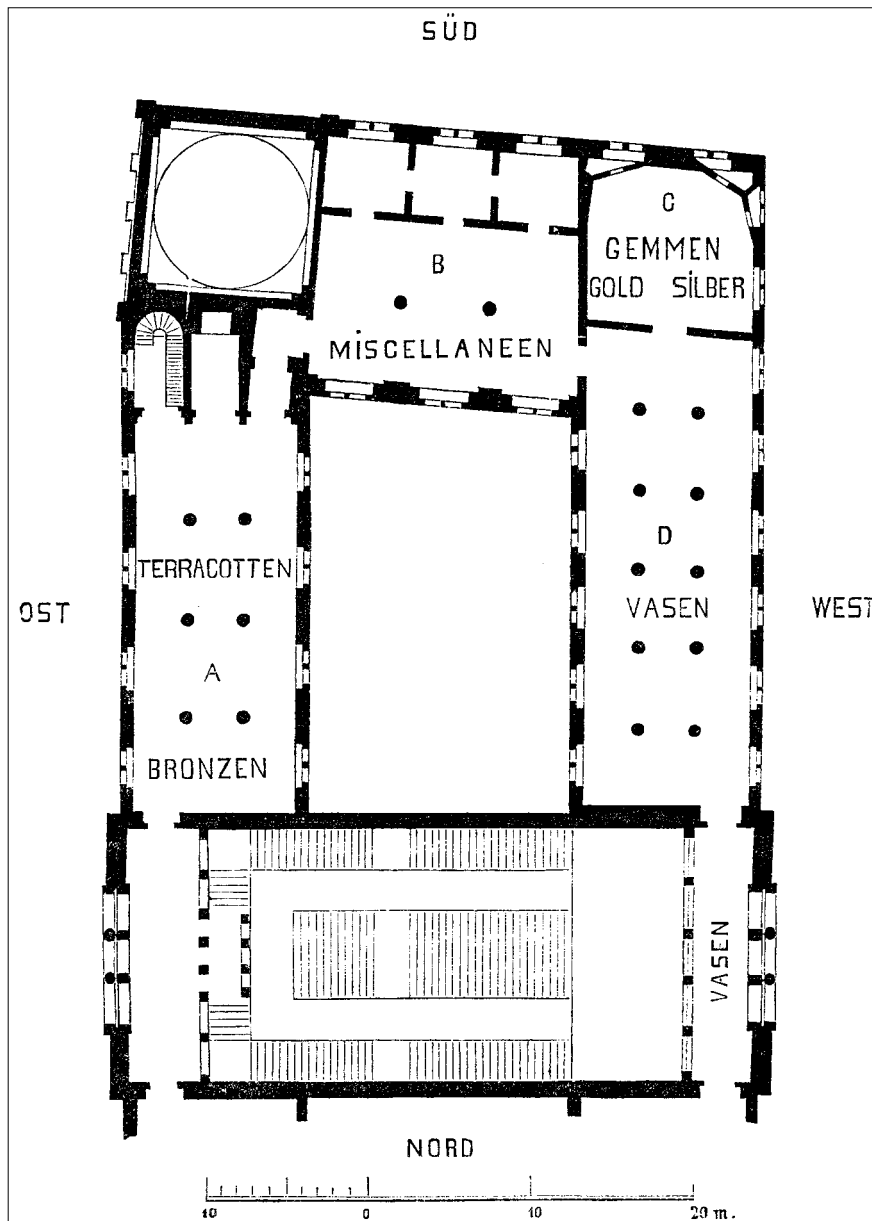 SÜD
C
GEMMEN
GOLD SILBER
B
MISCELLANEEN
TERRACOTTEN
D
VASEN
OST
WEST
A
BRONZEN
VASEN
NORD
10 0 10 20 m.